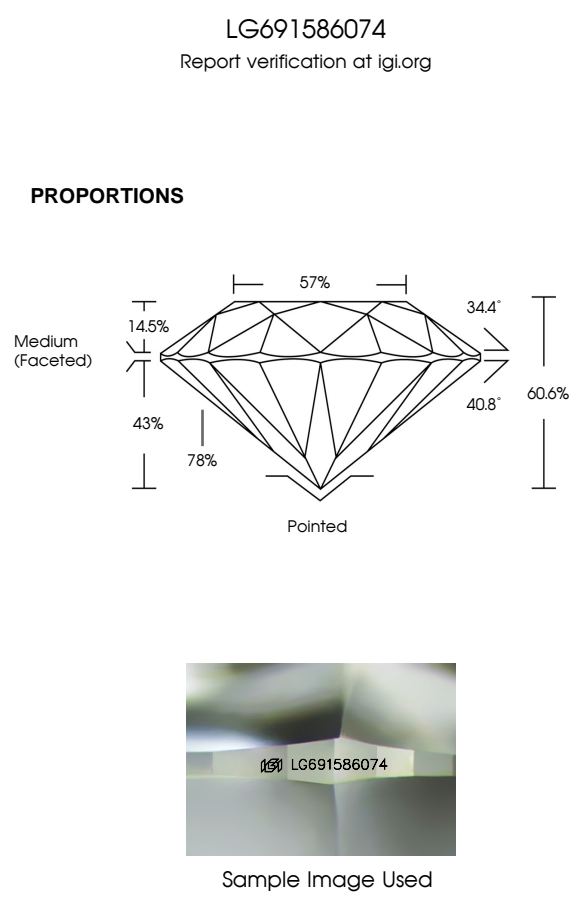 LG691586074
Report verification at igi.org
PROPORTIONS
57%
34.4°
14.5%
Medium
(Faceted)
60.6%
40.8°
43%
78%
Pointed
IGI LG691586074
Sample Image Used